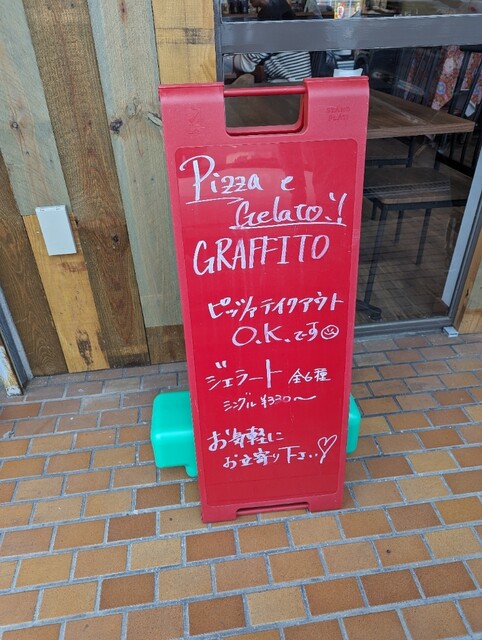 Pizza e
Gelato!!
GRAFFITO
ピッツァテイクアウト
O.K.です
ジェラート 全6種
シングル ¥330〜
お気軽に
お立寄り下さい♡